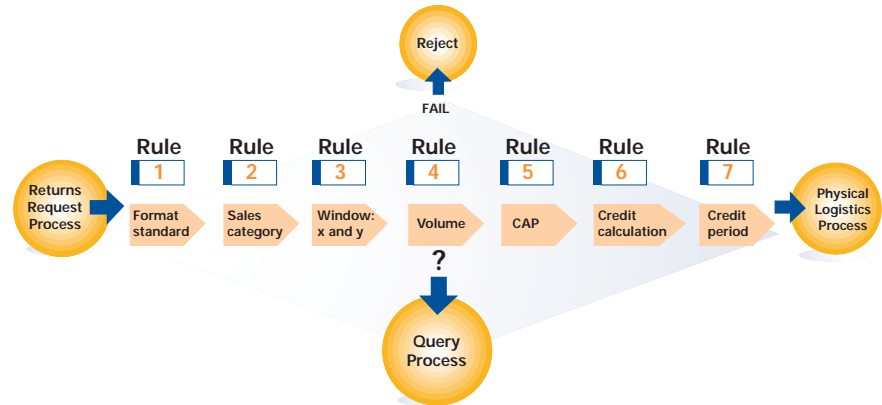 Reject
FAIL
Rule Rule Rule Rule Rule Rule Rule
1 2 3 4 5 6 7
Returns
Request
Process
Format
standard
Sales
category
Window:
x and y
Volume
CAP
Credit
calculation
Credit
period
Physical
Logistics
Process
?
Query
Process